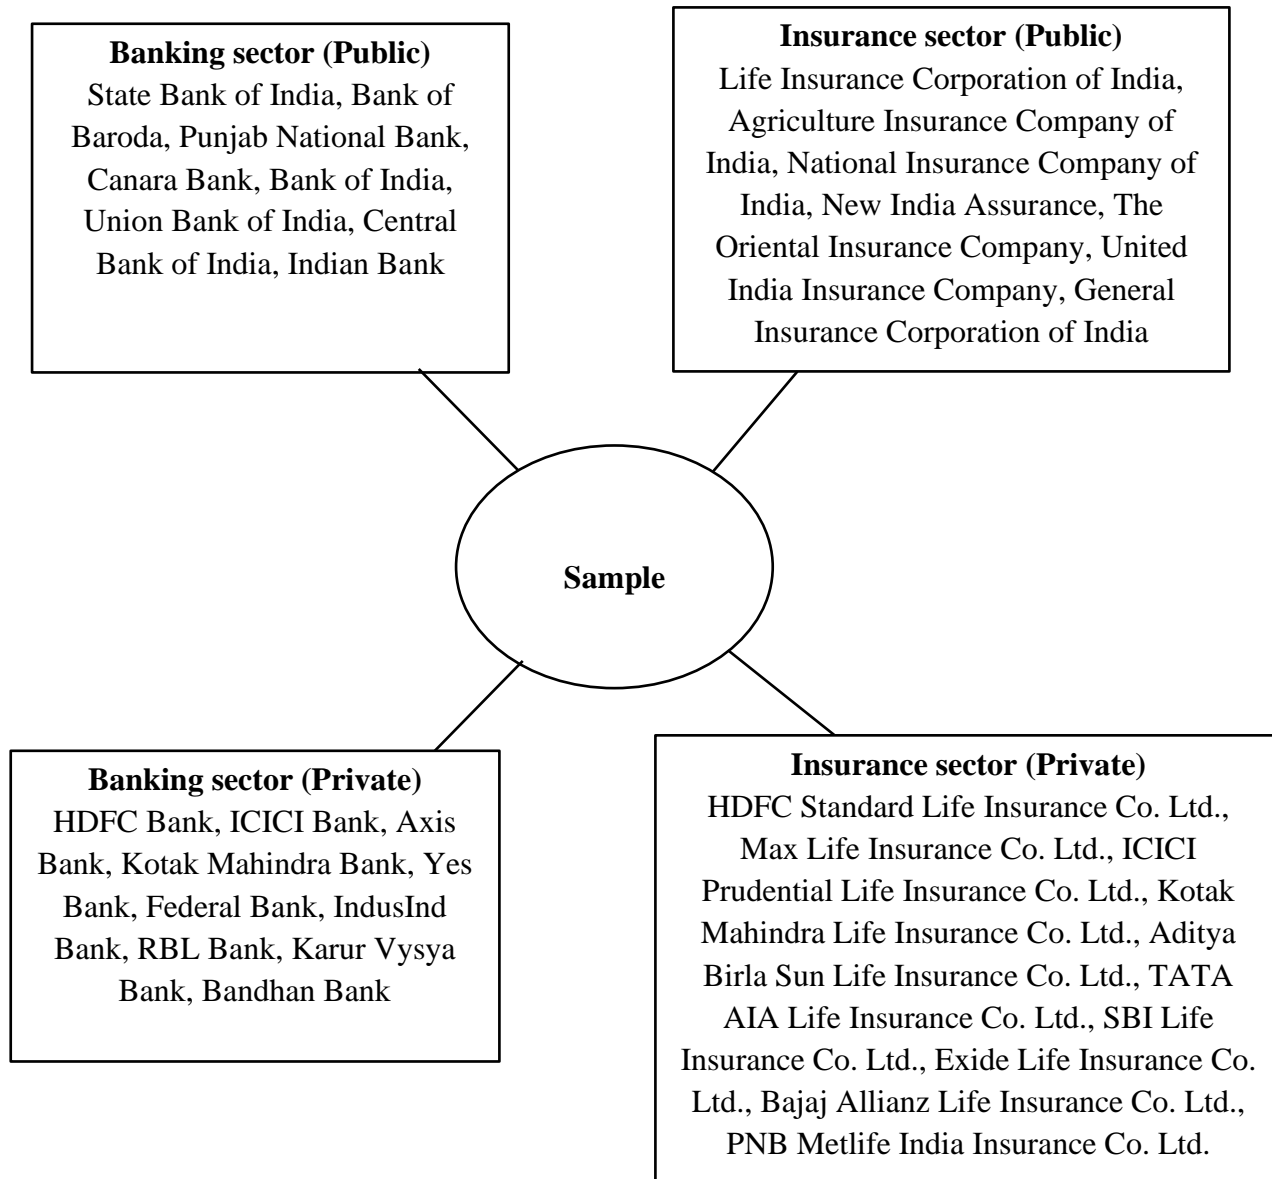 Banking sector (Public)
State Bank of India, Bank of
Baroda, Punjab National Bank,
Canara Bank, Bank of India,
Union Bank of India, Central
Bank of India, Indian Bank
Insurance sector (Public)
Life Insurance Corporation of India,
Agriculture Insurance Company of
India, National Insurance Company of
India, New India Assurance, The
Oriental Insurance Company, United
India Insurance Company, General
Insurance Corporation of India
Sample
Banking sector (Private)
HDFC Bank, ICICI Bank, Axis
Bank, Kotak Mahindra Bank, Yes
Bank, Federal Bank, IndusInd
Bank, RBL Bank, Karur Vysya
Bank, Bandhan Bank
Insurance sector (Private)
HDFC Standard Life Insurance Co. Ltd.,
Max Life Insurance Co. Ltd., ICICI
Prudential Life Insurance Co. Ltd., Kotak
Mahindra Life Insurance Co. Ltd., Aditya
Birla Sun Life Insurance Co. Ltd., TATA
AIA Life Insurance Co. Ltd., SBI Life
Insurance Co. Ltd., Exide Life Insurance Co.
Ltd., Bajaj Allianz Life Insurance Co. Ltd.,
PNB Metlife India Insurance Co. Ltd.